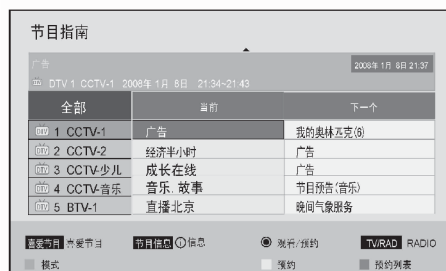 节目指南
广告
2008年 1月 8日 21:37
DTV 1 CCTV-1 2008年 1月 8日 21:34~21:43
全部 当前 下一个
DTV 1 CCTV-1 广告 我的奥林匹克(6)
DTV 2 CCTV-2 经济半小时 广告
DTV 3 CCTV-少儿 成长在线 广告
DTV 4 CCTV-音乐 音乐.故事 节目预告(音乐)
DTV 5 BTV-1 直播北京 晚间气象服务
喜爱节目 喜爱节目 节目信息 信息 观看/预约 TV/RAD RADIO
模式 预约 预约列表